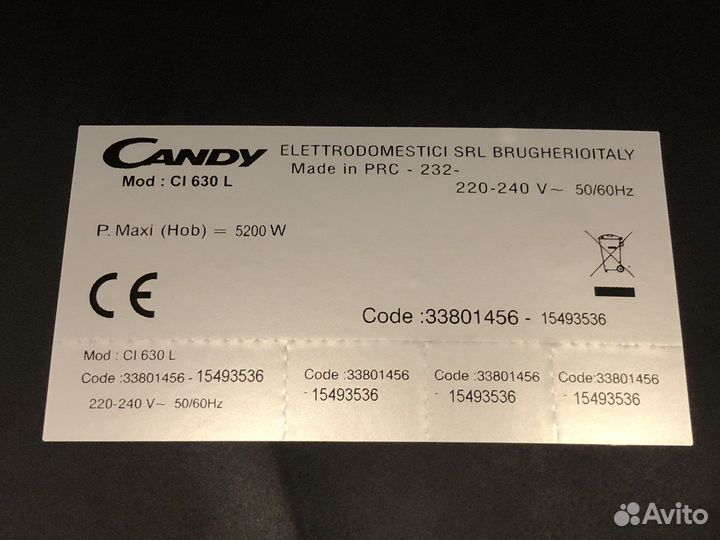 CANDY ELETTRODOMESTICI SRL BRUGHERIOITALY
Mod : CI 630 L Made in PRC - 232-
220-240 V~ 50/60Hz
P. Maxi (Hob) = 5200 W
CE
Code :33801456 - 15493536
Mod : CI 630 L
Code :33801456 - 15493536
220-240 V~ 50/60Hz
Code :33801456
- 15493536
Code :33801456
- 15493536
Code :33801456
- 15493536
Avito